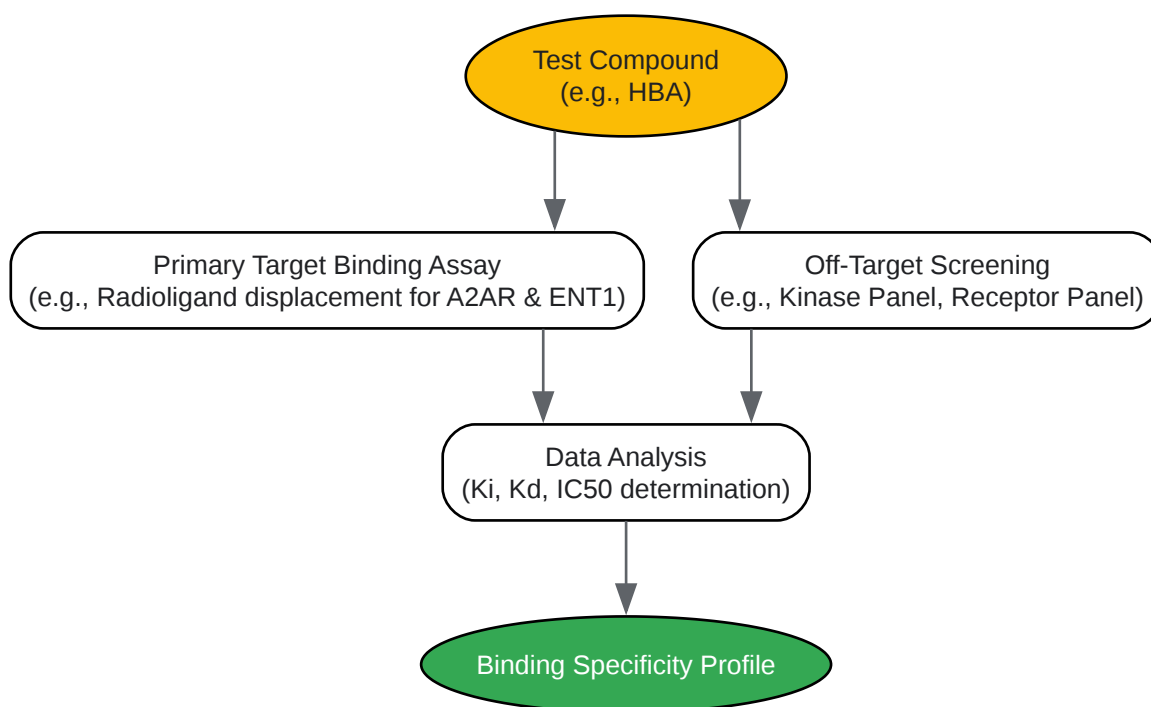 Test Compound
(e.g., HBA)
Primary Target Binding Assay
(e.g., Radioligand displacement for A2AR & ENT1)
Off-Target Screening
(e.g., Kinase Panel, Receptor Panel)
Data Analysis
(Ki, Kd, IC50 determination)
Binding Specificity Profile